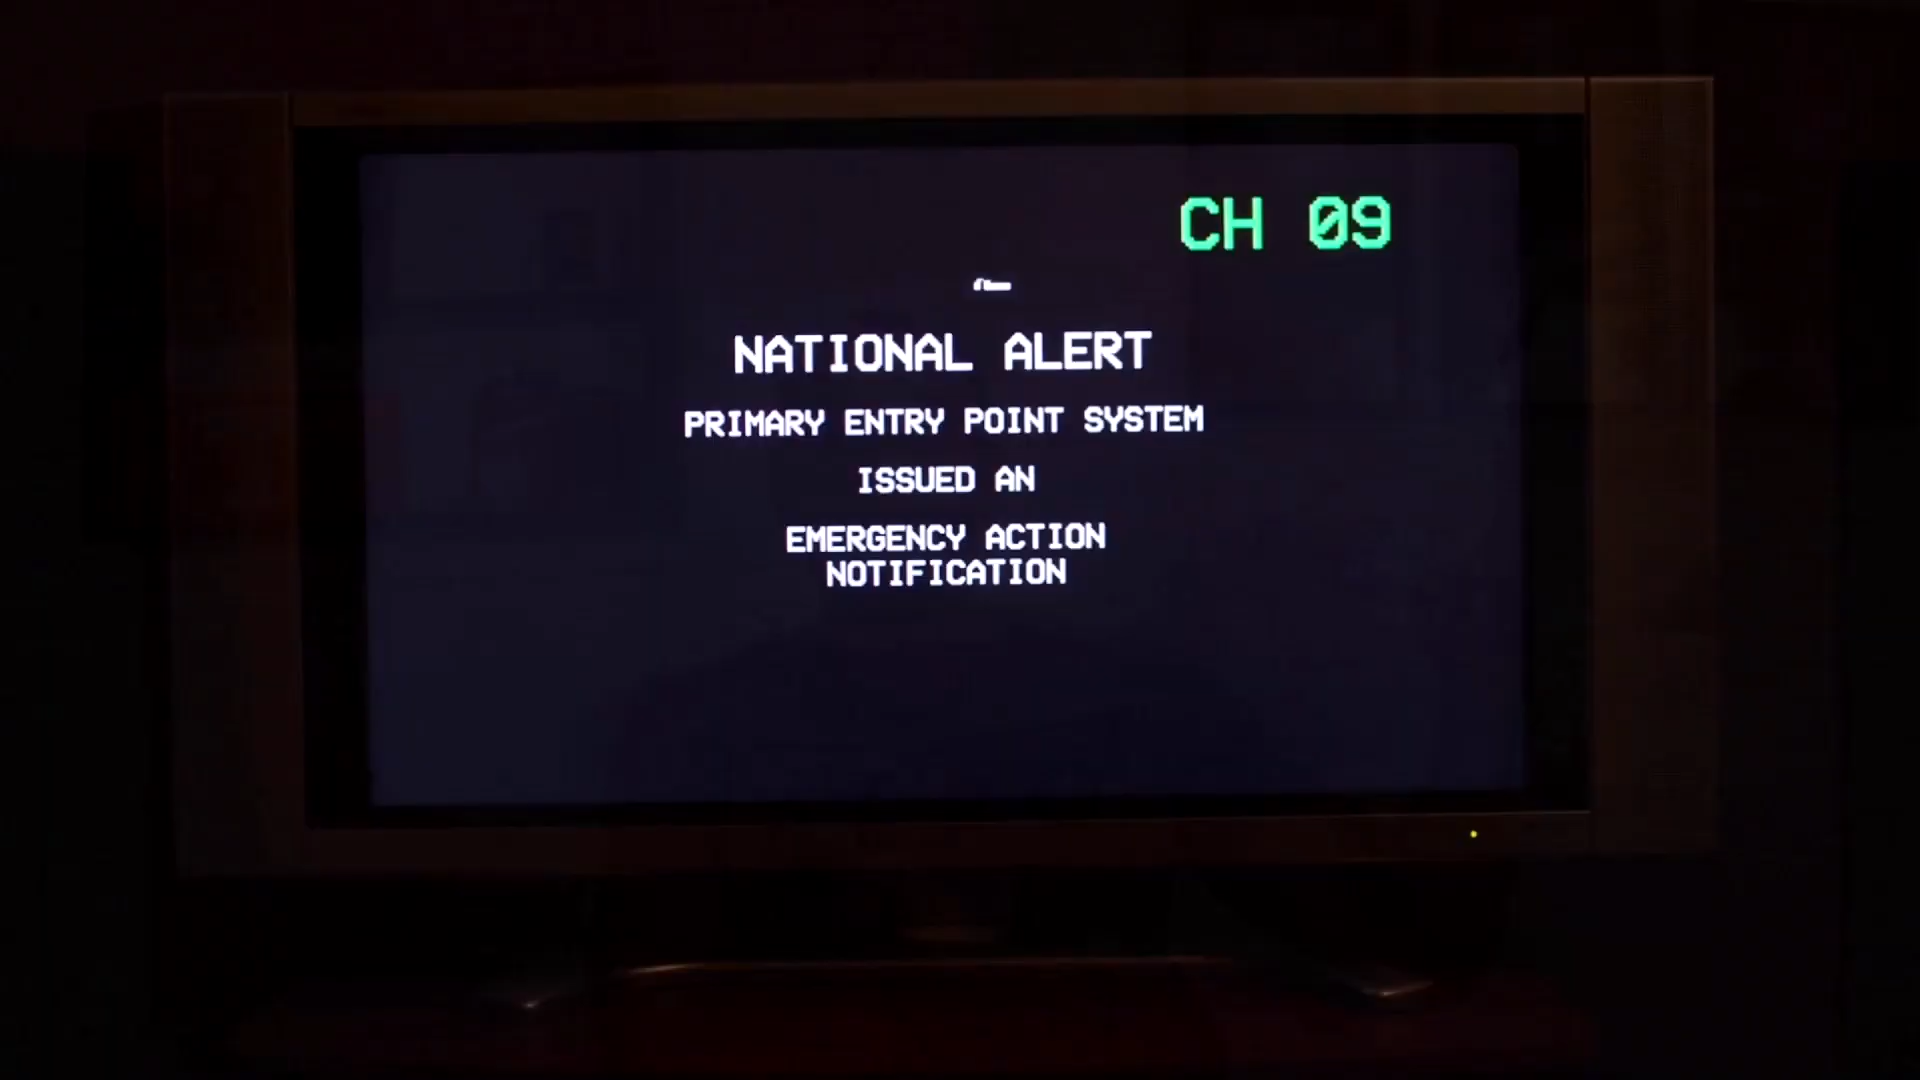 CH 09
NATIONAL ALERT
PRIMARY ENTRY POINT SYSTEM
ISSUED AN
EMERGENCY ACTION
NOTIFICATION